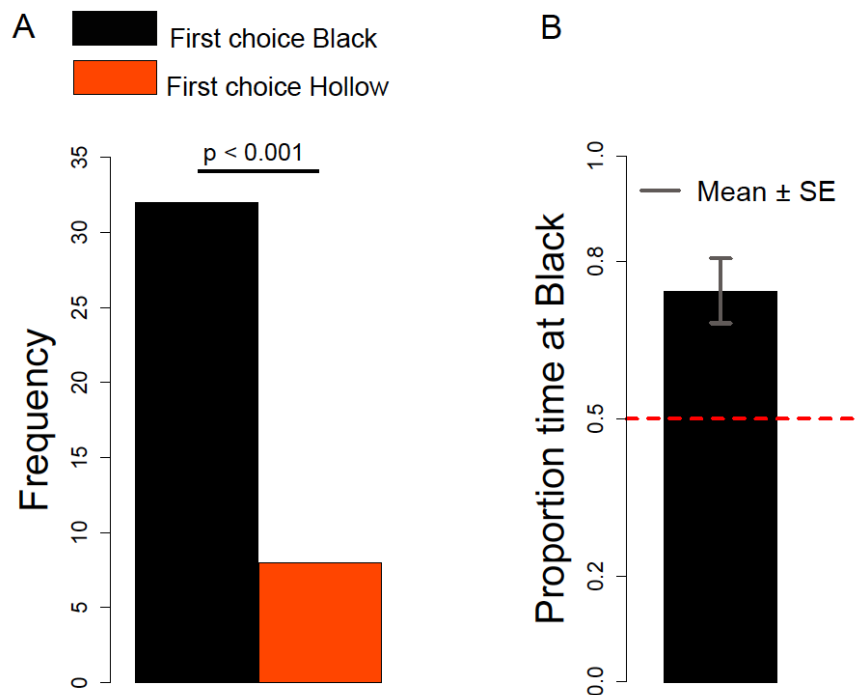 A
First choice Black
First choice Hollow
p < 0.001
Frequency
35
30
25
20
15
10
5
0
B
Mean ± SE
Proportion time at Black
1.0
0.8
0.5
0.2
0.0